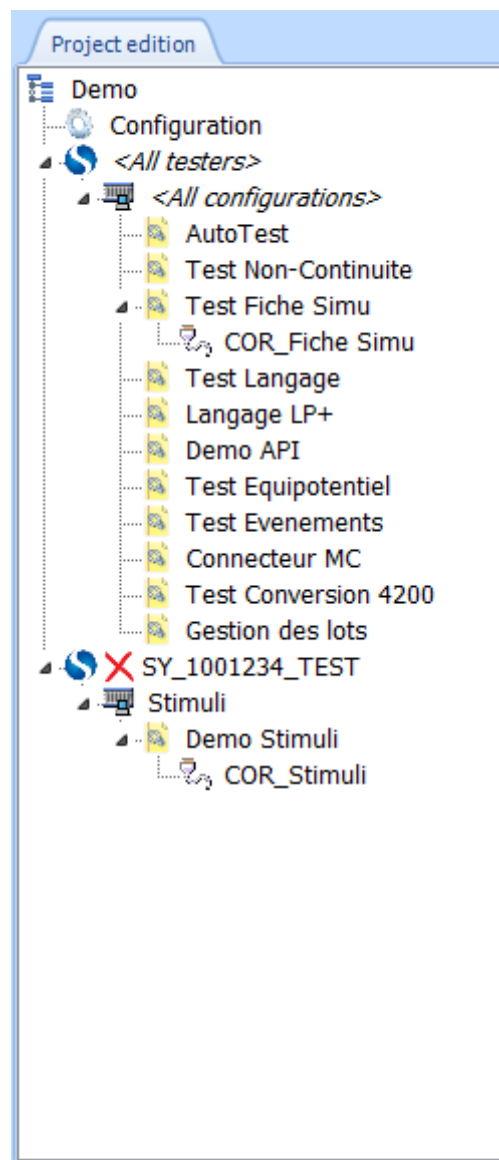 Project edition
Demo
Configuration
<All testers>
<All configurations>
AutoTest
Test Non-Continuite
Test Fiche Simu
COR_Fiche Simu
Test Langage
Langage LP+
Demo API
Test Equipotentiel
Test Evenements
Connecteur MC
Test Conversion 4200
Gestion des lots
SY_1001234_TEST
Stimuli
Demo Stimuli
COR_Stimuli